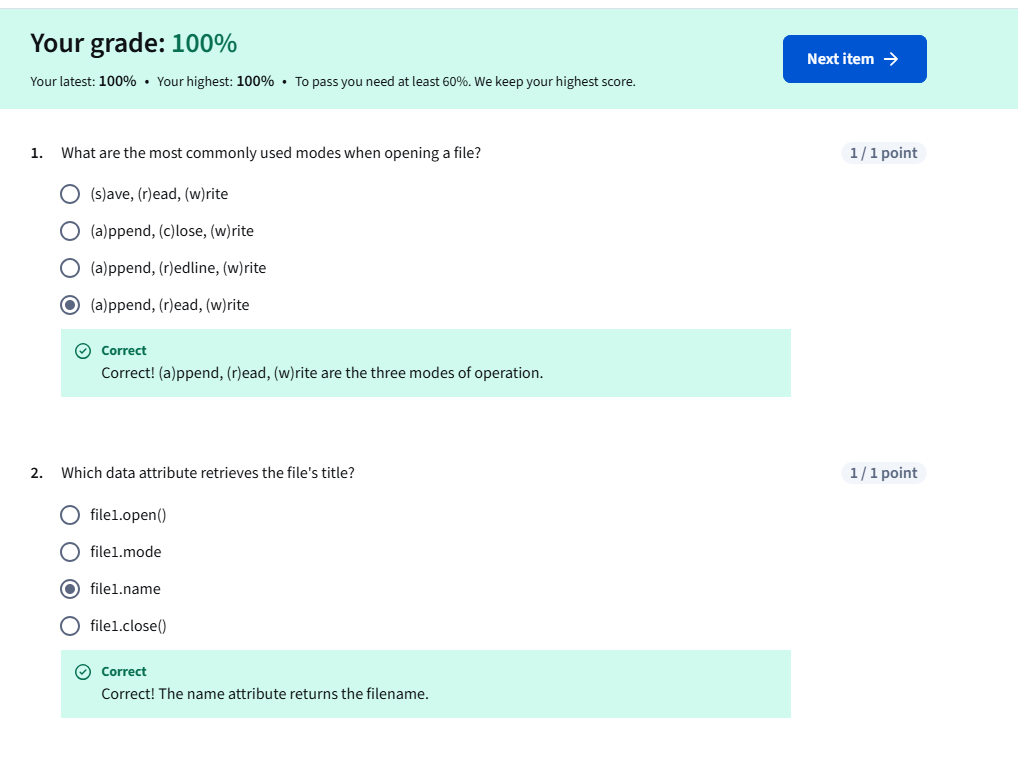 Your grade: 100%
Next item →
Your latest: 100% • Your highest: 100% • To pass you need at least 60%. We keep your highest score.
1. What are the most commonly used modes when opening a file?
1 / 1 point
(s)ave, (r)ead, (w)rite
(a)ppend, (c)lose, (w)rite
(a)ppend, (r)edline, (w)rite
(a)ppend, (r)ead, (w)rite
Correct
Correct! (a)ppend, (r)ead, (w)rite are the three modes of operation.
2. Which data attribute retrieves the file's title?
1 / 1 point
file1.open()
file1.mode
file1.name
file1.close()
Correct
Correct! The name attribute returns the filename.